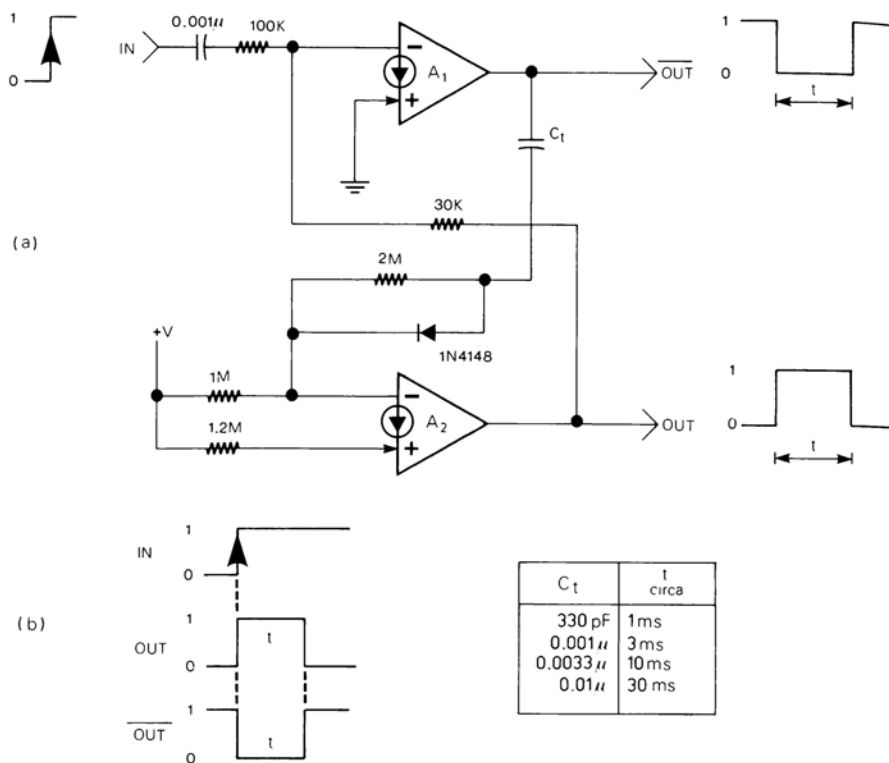 1
0
IN
0.001μ
100K
−
+
A1
OUT
1
0
t
Ct
30K
(a)
2M
1N4148
+V
1M
1.2M
−
+
A2
OUT
1
0
t
(b)
IN
1
0
OUT
1
t
0
OUT
1
t
0
Ct t circa
330 pF 1ms
0.001μ 3ms
0.0033μ 10ms
0.01μ 30 ms